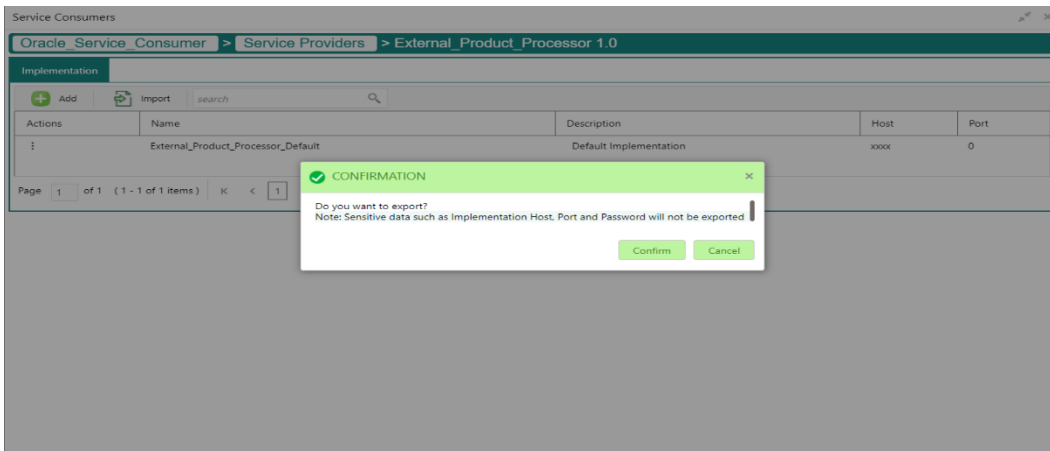 Service Consumers
Oracle_Service_Consumer > Service Providers > External_Product_Processor 1.0
Implementation
Add Import search
Actions Name Description Host Port
External_Product_Processor_Default Default Implementation xxxx 0
Page 1 of 1 (1 - 1 of 1 items) K < 1
CONFIRMATION
Do you want to export?
Note: Sensitive data such as Implementation Host, Port and Password will not be exported
Confirm Cancel